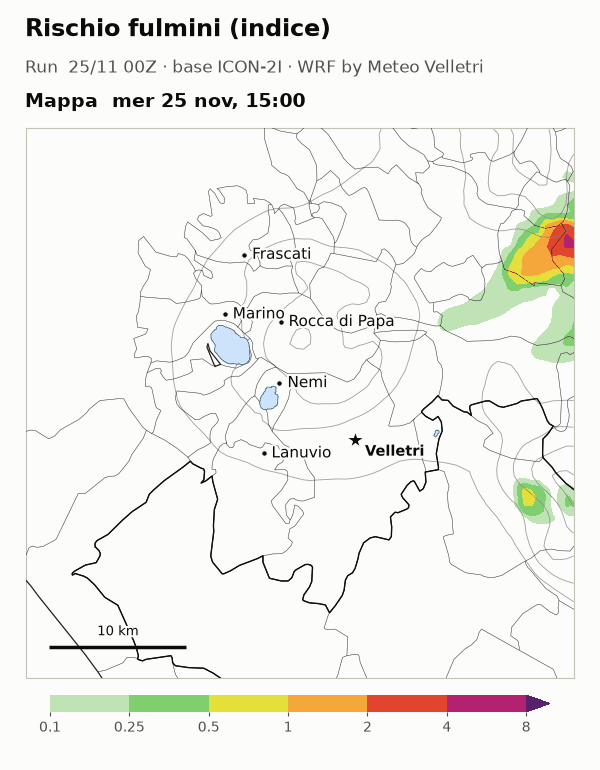 Rischio fulmini (indice)
Run  25/11 00Z · base ICON-2I · WRF by Meteo Velletri
Mappa  mer 25 nov, 15:00
Frascati
Marino
Rocca di Papa
Nemi
Velletri
Lanuvio
10 km
0.1 0.25 0.5 1 2 4 8